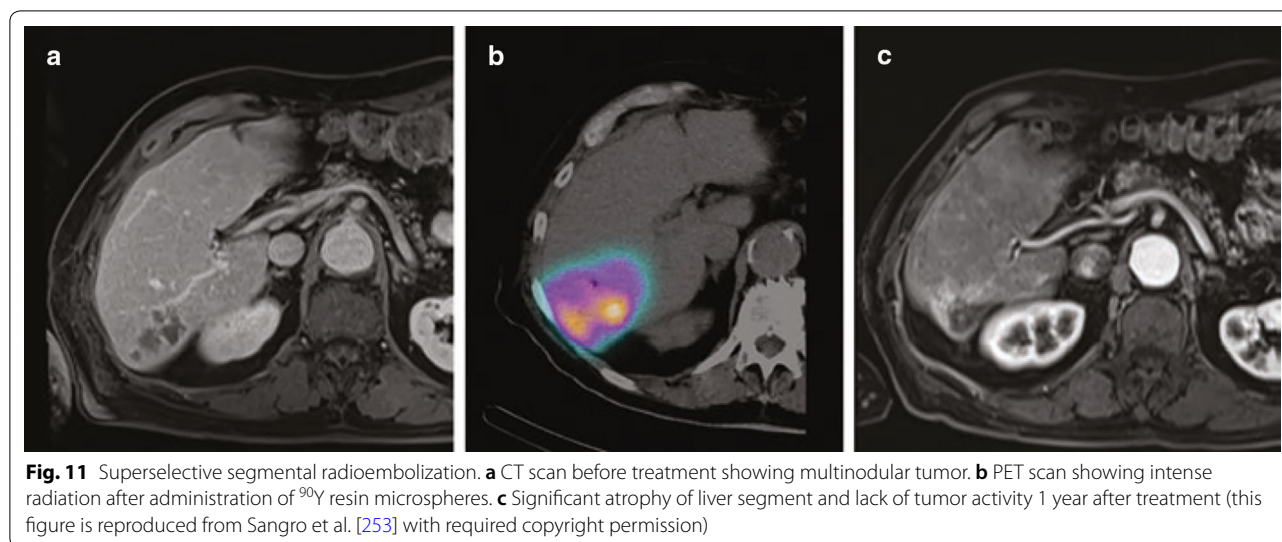 a
b
c
Fig. 11 Superselective segmental radioembolization. a CT scan before treatment showing multinodular tumor. b PET scan showing intense
radiation after administration of ⁹⁰Y resin microspheres. c Significant atrophy of liver segment and lack of tumor activity 1 year after treatment (this
figure is reproduced from Sangro et al. [253] with required copyright permission)